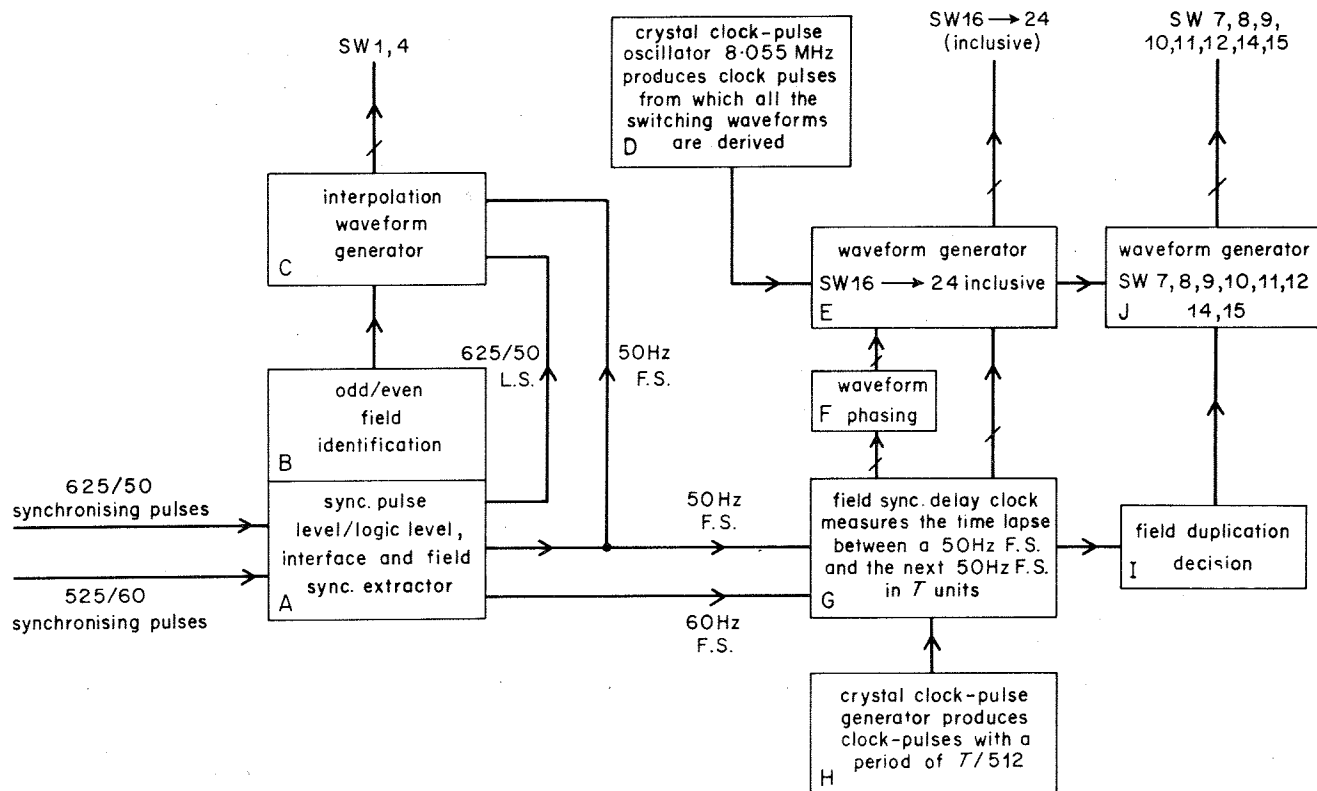 SW1, 4
crystal clock-pulse
oscillator 8·055 MHz
produces clock pulses
from which all the
switching waveforms
D are derived
SW16 → 24
(inclusive)
SW 7, 8, 9,
10,11,12,14,15
interpolation
waveform
generator
C
waveform generator
SW16 → 24 inclusive
E
waveform generator
SW 7,8,9,10,11,12
J 14,15
625/50
L.S.
50Hz
F.S.
waveform
F phasing
odd/even
field
identification
B
625/50
synchronising pulses
525/60
synchronising pulses
sync. pulse
level/logic level,
interface and field
sync. extractor
A
50Hz
F.S.
60Hz
F.S.
field sync. delay clock
measures the time lapse
between a 50Hz F.S.
and the next 50Hz F.S.
in T units
G
field duplication
decision
I
crystal clock-pulse
generator produces
clock-pulses with a
period of T/512
H